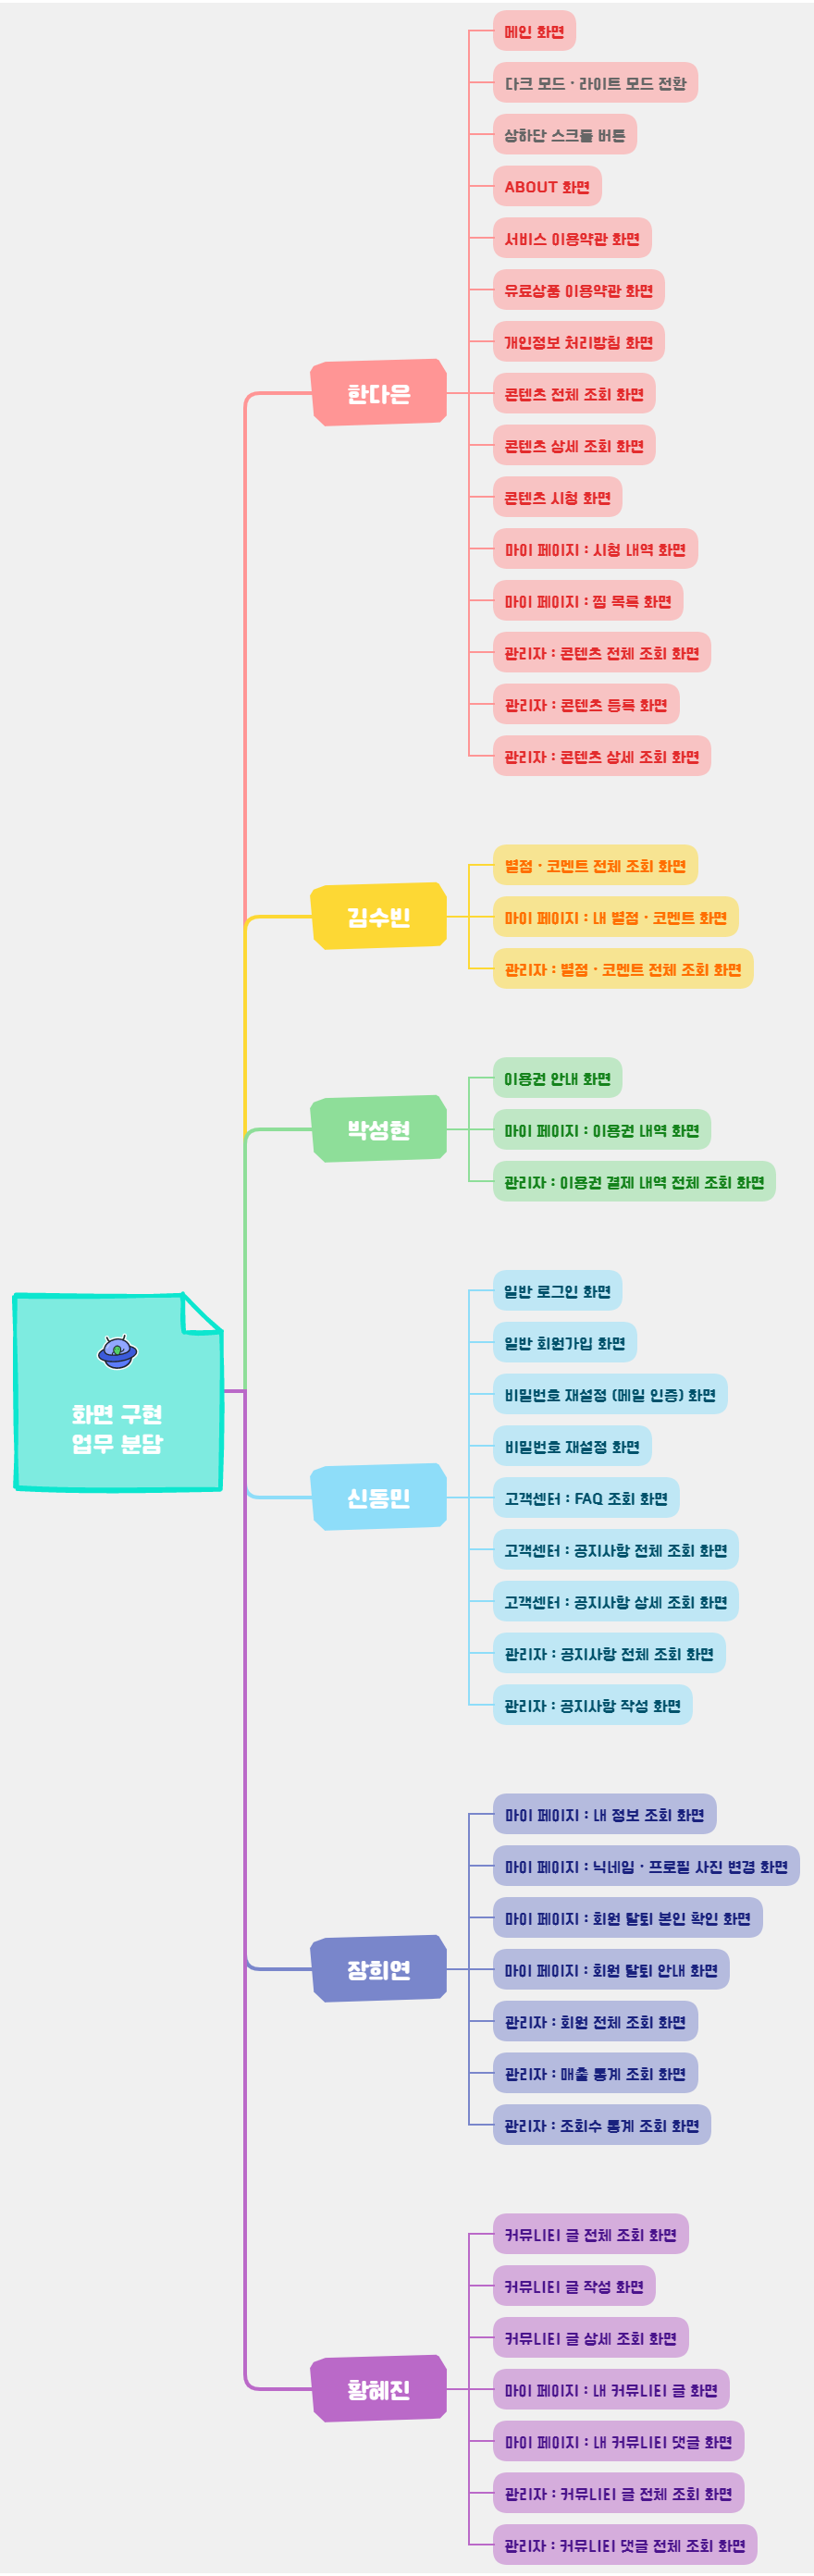 메인 화면
다크 모드 · 라이트 모드 전환
상하단 스크롤 버튼
ABOUT 화면
서비스 이용약관 화면
유료상품 이용약관 화면
개인정보 처리방침 화면
한다은
콘텐츠 전체 조회 화면
콘텐츠 상세 조회 화면
콘텐츠 시청 화면
마이 페이지 : 시청 내역 화면
마이 페이지 : 찜 목록 화면
관리자 : 콘텐츠 전체 조회 화면
관리자 : 콘텐츠 등록 화면
관리자 : 콘텐츠 상세 조회 화면
별점 · 코멘트 전체 조회 화면
김수빈
마이 페이지 : 내 별점 · 코멘트 화면
관리자 : 별점 · 코멘트 전체 조회 화면
이용권 안내 화면
박성현
마이 페이지 : 이용권 내역 화면
관리자 : 이용권 결제 내역 전체 조회 화면
화면 구현
업무 분담
일반 로그인 화면
일반 회원가입 화면
비밀번호 재설정 (메일 인증) 화면
비밀번호 재설정 화면
신동민
고객센터 : FAQ 조회 화면
고객센터 : 공지사항 전체 조회 화면
고객센터 : 공지사항 상세 조회 화면
관리자 : 공지사항 전체 조회 화면
관리자 : 공지사항 작성 화면
마이 페이지 : 내 정보 조회 화면
마이 페이지 : 닉네임 · 프로필 사진 변경 화면
마이 페이지 : 회원 탈퇴 본인 확인 화면
장희연
마이 페이지 : 회원 탈퇴 안내 화면
관리자 : 회원 전체 조회 화면
관리자 : 매출 통계 조회 화면
관리자 : 조회수 통계 조회 화면
커뮤니티 글 전체 조회 화면
커뮤니티 글 작성 화면
커뮤니티 글 상세 조회 화면
황혜진
마이 페이지 : 내 커뮤니티 글 화면
마이 페이지 : 내 커뮤니티 댓글 화면
관리자 : 커뮤니티 글 전체 조회 화면
관리자 : 커뮤니티 댓글 전체 조회 화면